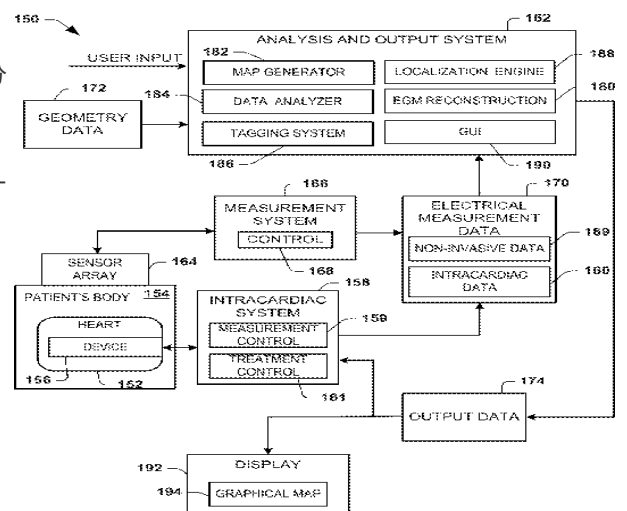 150
162
ANALYSIS AND OUTPUT SYSTEM
USER INPUT
182
188
MAP GENERATOR
LOCALIZATION ENGINE
172
184
180
GEOMETRY
DATA
DATA ANALYZER
EGM RECONSTRUCTION
TAGGING SYSTEM
GUI
186
190
166
170
MEASUREMENT
SYSTEM
ELECTRICAL
MEASUREMENT
DATA
CONTROL
168
NON-INVASIVE DATA
169
INTRACARDIAC
DATA
SENSOR
ARRAY
164
158
PATIENT'S BODY
154
INTRACARDIAC
SYSTEM
HEART
MEASUREMENT
CONTROL
159
DEVICE
TREATMENT
CONTROL
174
156
152
161
OUTPUT DATA
192
DISPLAY
194
GRAPHICAL MAP